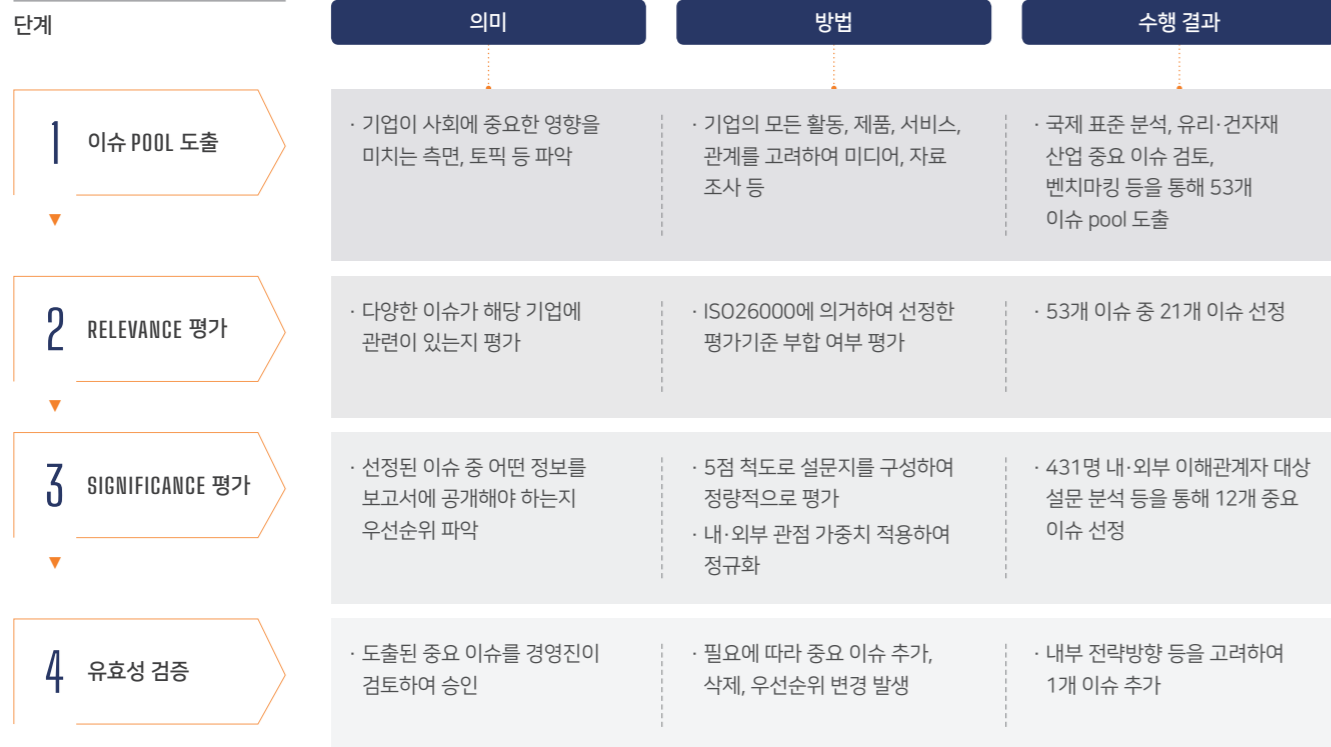 단계
의미
방법
수행 결과
1 이슈 POOL 도출
· 기업이 사회에 중요한 영향을
미치는 측면, 토픽 등 파악
· 기업의 모든 활동, 제품, 서비스,
관계를 고려하여 미디어, 자료
조사 등
· 국제 표준 분석, 유리·건자재
산업 중요 이슈 검토,
벤치마킹 등을 통해 53개
이슈 pool 도출
2 RELEVANCE 평가
· 다양한 이슈가 해당 기업에
관련이 있는지 평가
· ISO26000에 의거하여 선정한
평가기준 부합 여부 평가
· 53개 이슈 중 21개 이슈 선정
3 SIGNIFICANCE 평가
· 선정된 이슈 중 어떤 정보를
보고서에 공개해야 하는지
우선순위 파악
· 5점 척도로 설문지를 구성하여
정량적으로 평가
· 내·외부 관점 가중치 적용하여
정규화
· 431명 내·외부 이해관계자 대상
설문 분석 등을 통해 12개 중요
이슈 선정
4 유효성 검증
· 도출된 중요 이슈를 경영진이
검토하여 승인
· 필요에 따라 중요 이슈 추가,
삭제, 우선순위 변경 발생
· 내부 전략방향 등을 고려하여
1개 이슈 추가